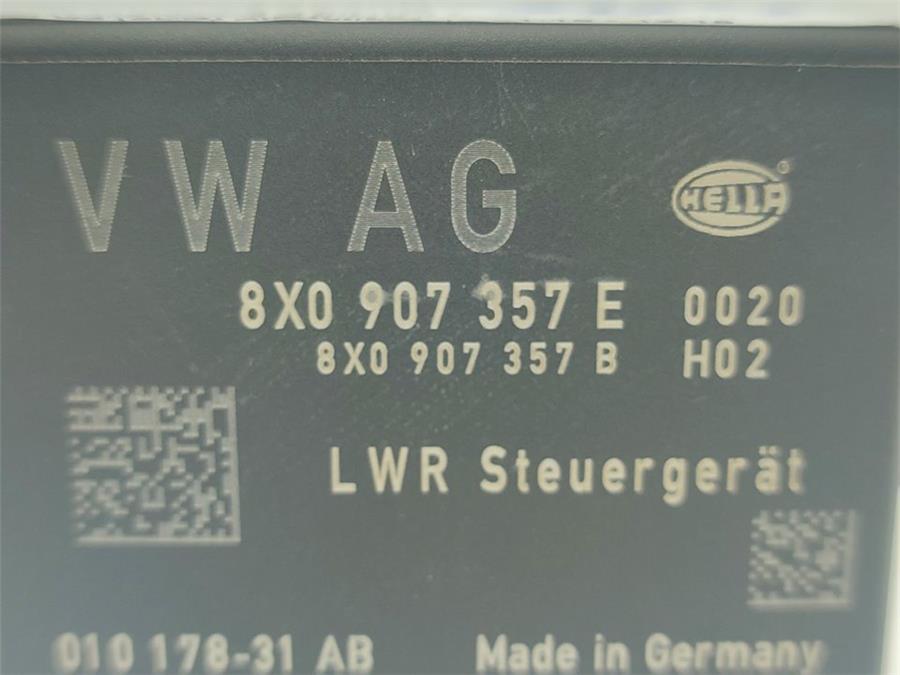 VW AG
HELLA®
8X0 907 357 E 0020
8X0 907 357 B H02
LWR Steuergerät
010 178-31 AB Made in Germany